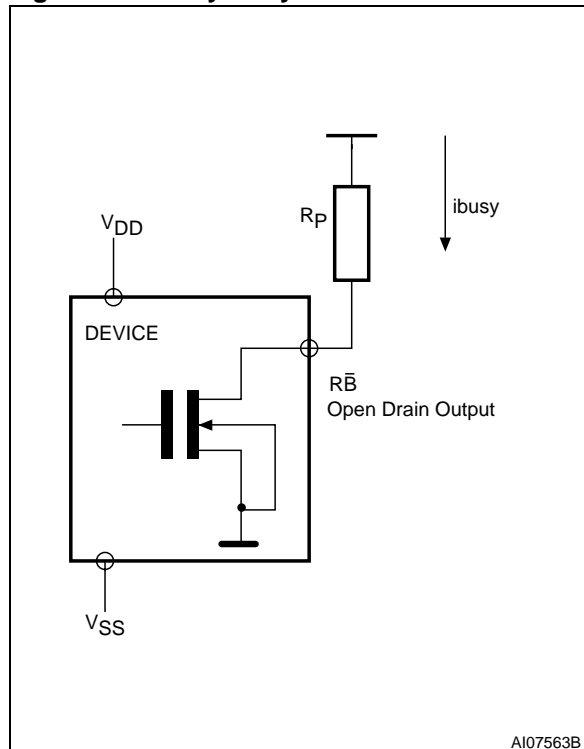 RP
ibusy
VDD
DEVICE
RB̅
Open Drain Output
VSS
AI07563B